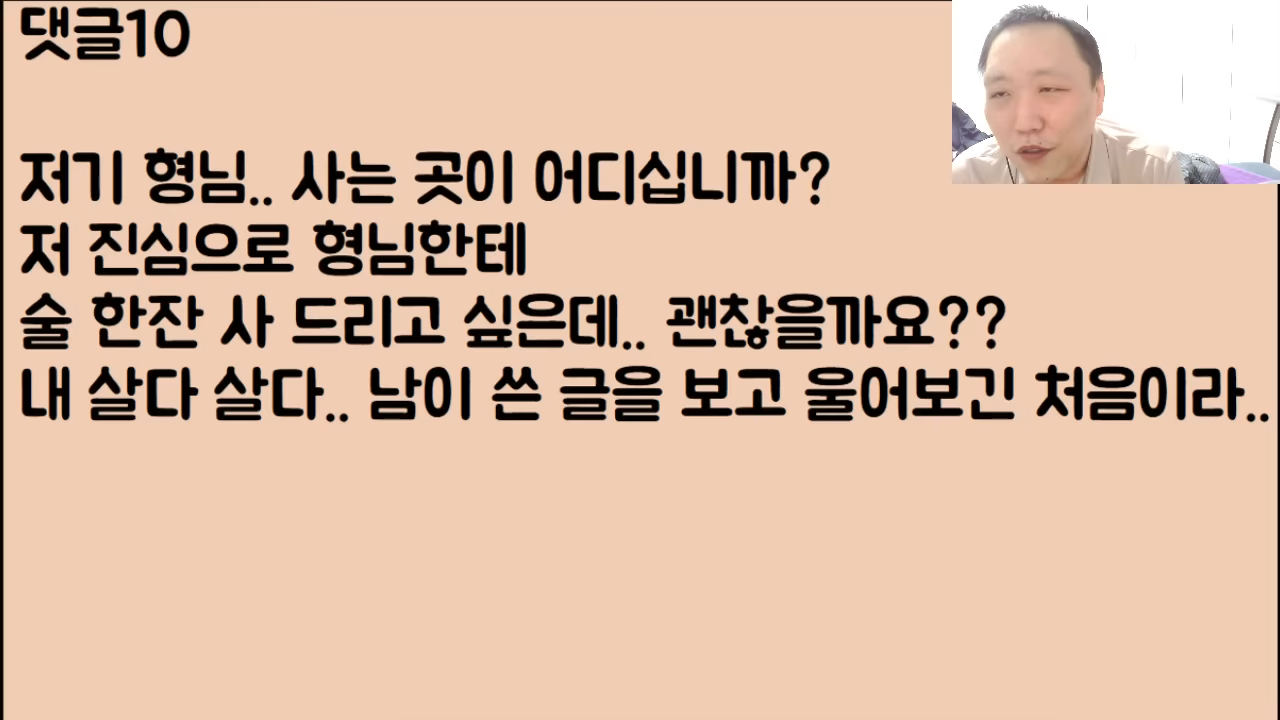 댓글10
저기 형님.. 사는 곳이 어디십니까?
저 진심으로 형님한테
술 한잔 사 드리고 싶은데.. 괜찮을까요??
내 살다 살다.. 남이 쓴 글을 보고 울어보긴 처음이라..